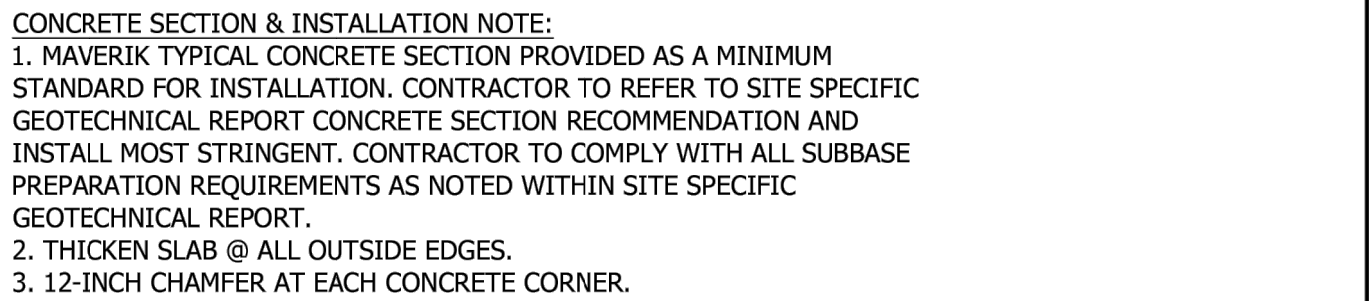 CONCRETE SECTION & INSTALLATION NOTE:
1. MAVERIK TYPICAL CONCRETE SECTION PROVIDED AS A MINIMUM
STANDARD FOR INSTALLATION. CONTRACTOR TO REFER TO SITE SPECIFIC
GEOTECHNICAL REPORT CONCRETE SECTION RECOMMENDATION AND
INSTALL MOST STRINGENT. CONTRACTOR TO COMPLY WITH ALL SUBBASE
PREPARATION REQUIREMENTS AS NOTED WITHIN SITE SPECIFIC
GEOTECHNICAL REPORT.
2. THICKEN SLAB @ ALL OUTSIDE EDGES.
3. 12-INCH CHAMFER AT EACH CONCRETE CORNER.